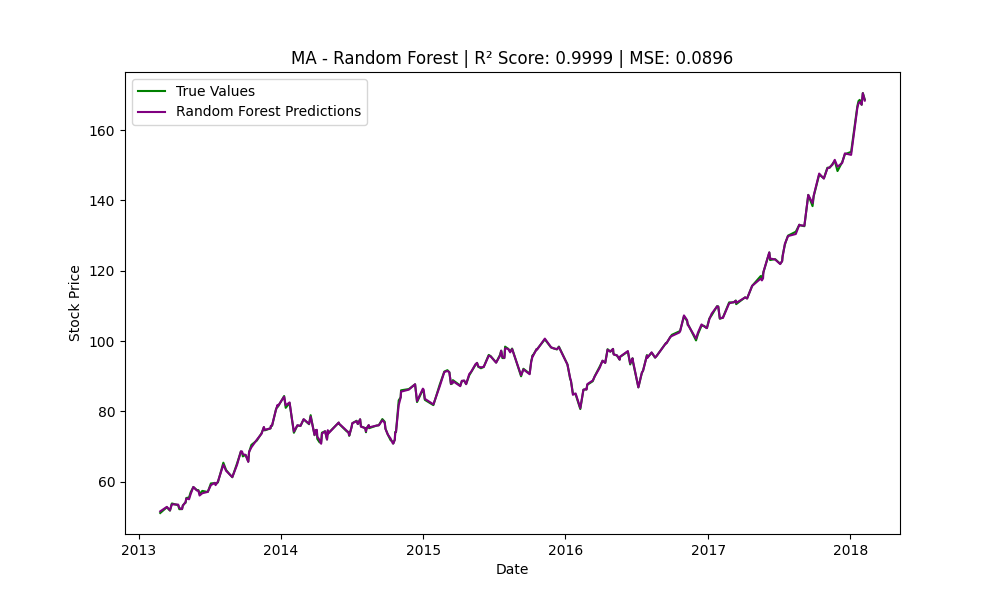 MA - Random Forest | R² Score: 0.9999 | MSE: 0.0896
True Values
Random Forest Predictions
Stock Price
160
140
120
100
80
60
2013
2014
2015
2016
2017
2018
Date